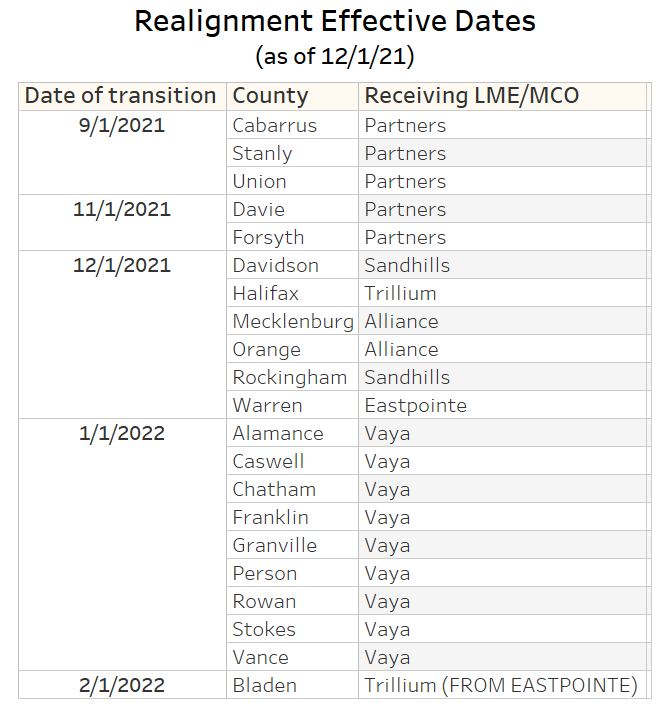 Realignment Effective Dates
(as of 12/1/21)
Date of transition County Receiving LME/MCO
9/1/2021 Cabarrus Partners
Stanly Partners
Union Partners
11/1/2021 Davie Partners
Forsyth Partners
12/1/2021 Davidson Sandhills
Halifax Trillium
Mecklenburg Alliance
Orange Alliance
Rockingham Sandhills
Warren Eastpointe
1/1/2022 Alamance Vaya
Caswell Vaya
Chatham Vaya
Franklin Vaya
Granville Vaya
Person Vaya
Rowan Vaya
Stokes Vaya
Vance Vaya
2/1/2022 Bladen Trillium (FROM EASTPOINTE)